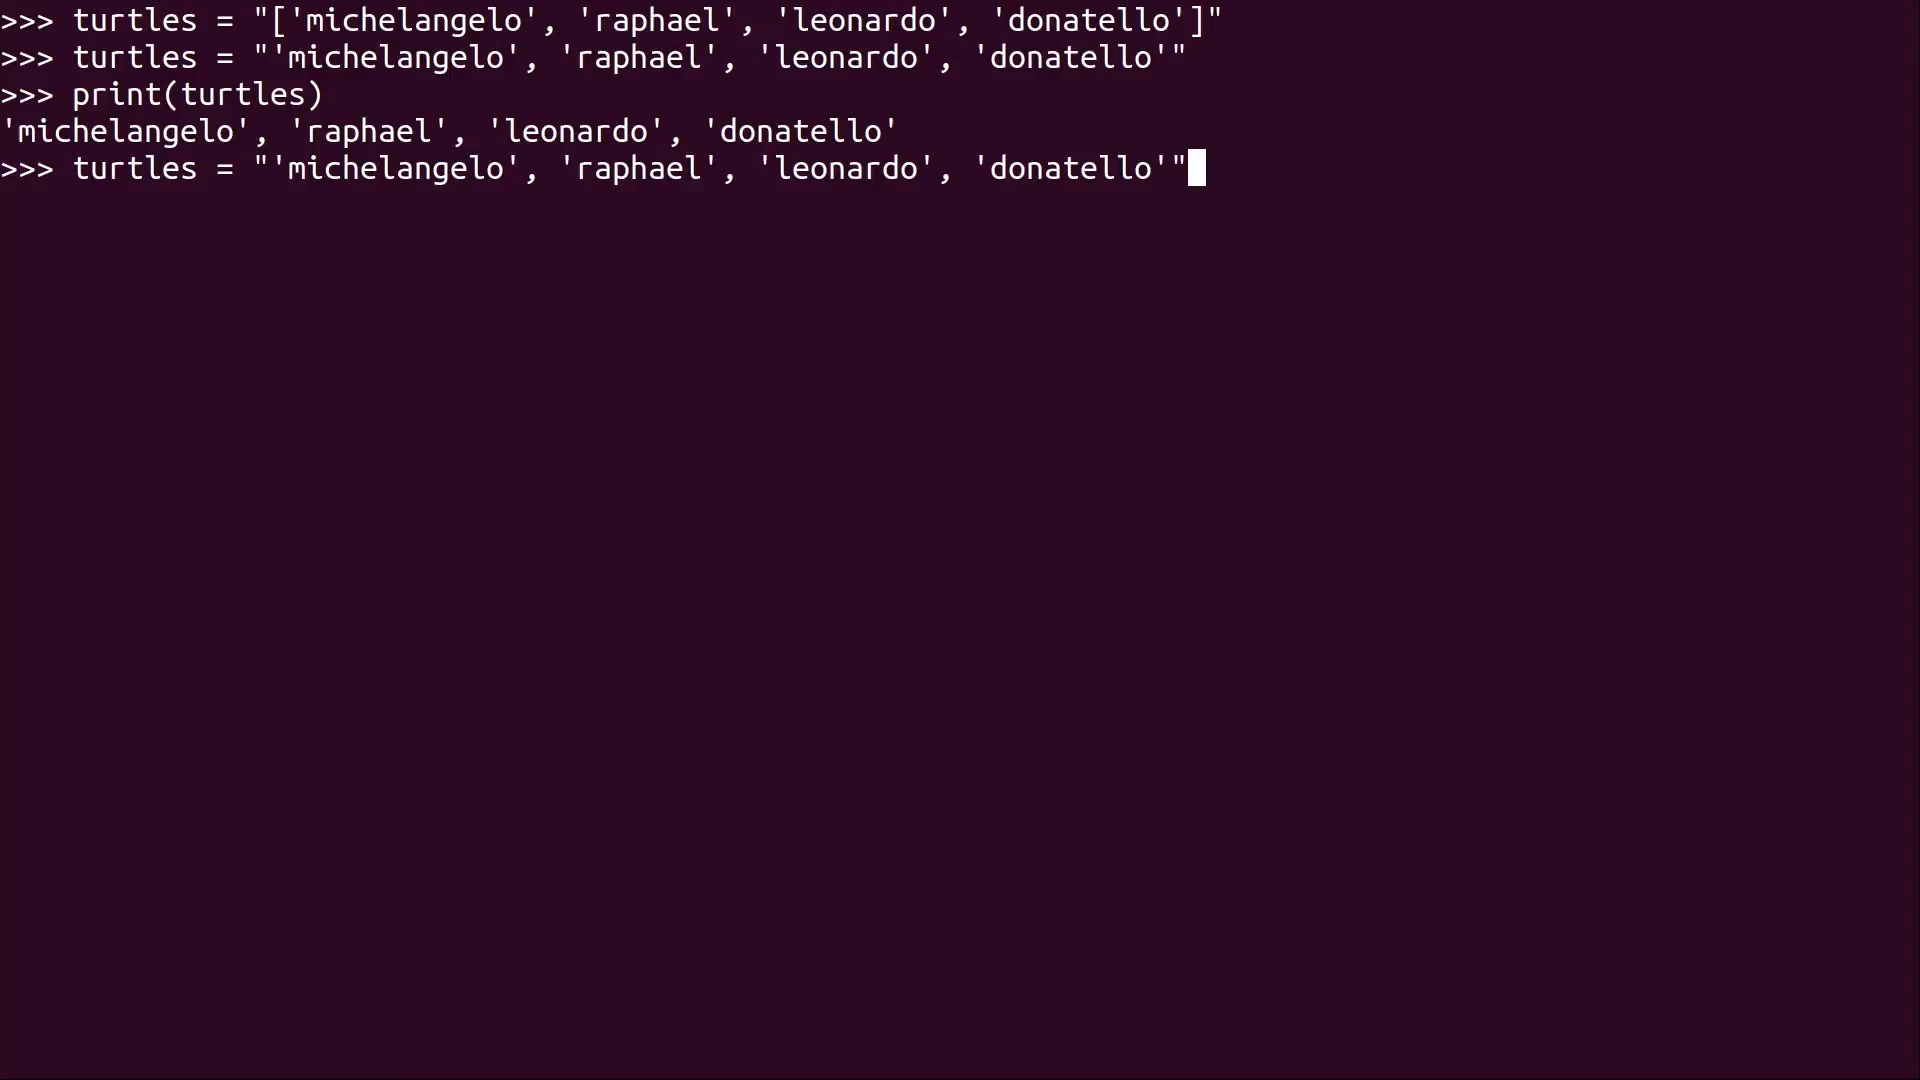 >>> turtles = "['michelangelo', 'raphael', 'leonardo', 'donatello']"
>>> turtles = "'michelangelo', 'raphael', 'leonardo', 'donatello'"
>>> print(turtles)
'michelangelo', 'raphael', 'leonardo', 'donatello'
>>> turtles = "'michelangelo', 'raphael', 'leonardo', 'donatello'"